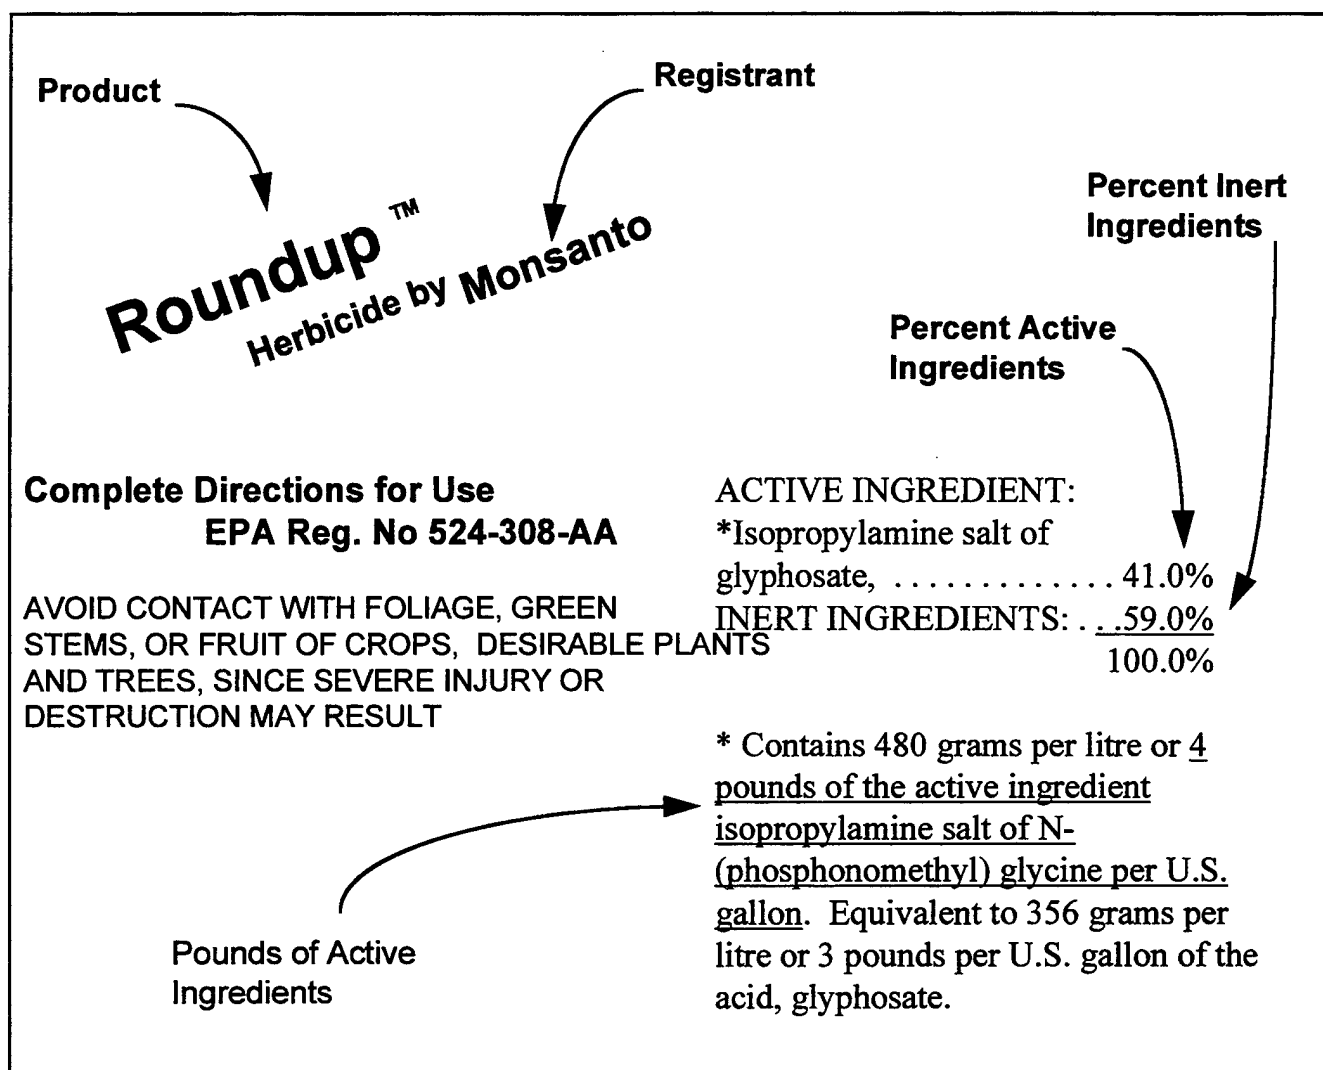 Product
Registrant
Percent Inert
Ingredients
Roundup ™
Herbicide by Monsanto
Percent Active
Ingredients
Complete Directions for Use
EPA Reg. No 524-308-AA
AVOID CONTACT WITH FOLIAGE, GREEN
STEMS, OR FRUIT OF CROPS, DESIRABLE PLANTS
AND TREES, SINCE SEVERE INJURY OR
DESTRUCTION MAY RESULT
ACTIVE INGREDIENT:
*Isopropylamine salt of
glyphosate, . . . . . . . . . . . . . 41.0%
INERT INGREDIENTS: . . .59.0%
100.0%
* Contains 480 grams per litre or 4
pounds of the active ingredient
isopropylamine salt of N-
(phosphonomethyl) glycine per U.S.
gallon. Equivalent to 356 grams per
litre or 3 pounds per U.S. gallon of the
acid, glyphosate.
Pounds of Active
Ingredients